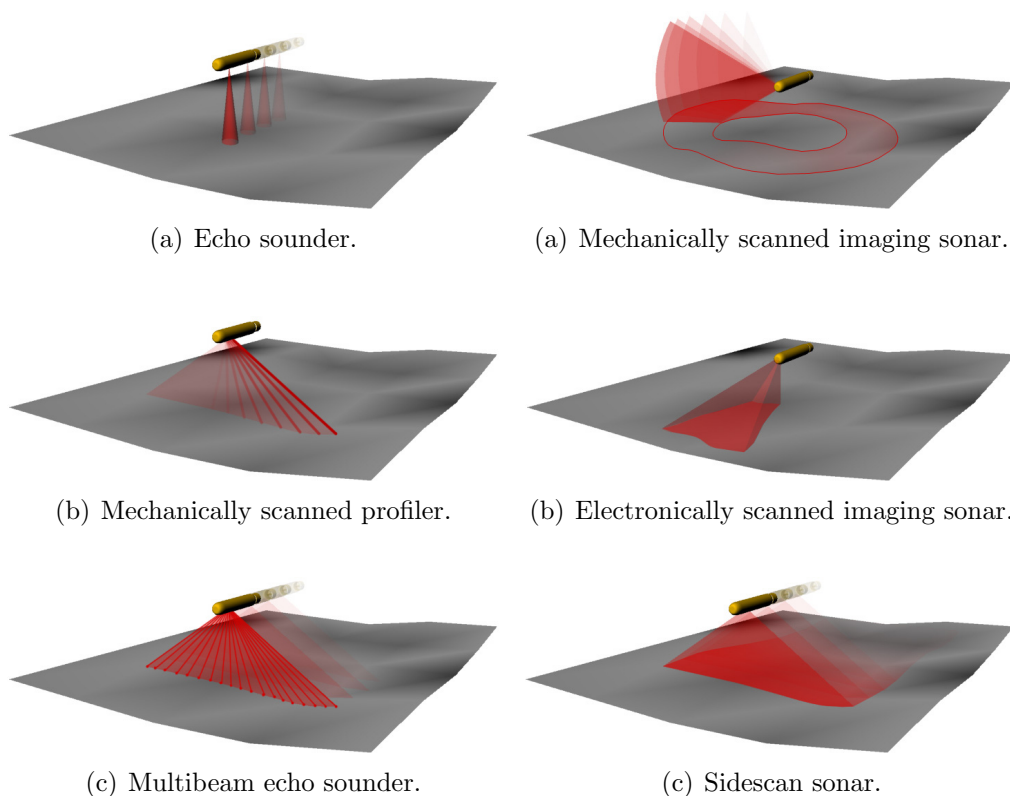 (a) Echo sounder.
(a) Mechanically scanned imaging sonar.
(b) Mechanically scanned profiler.
(b) Electronically scanned imaging sonar.
(c) Multibeam echo sounder.
(c) Sidescan sonar.